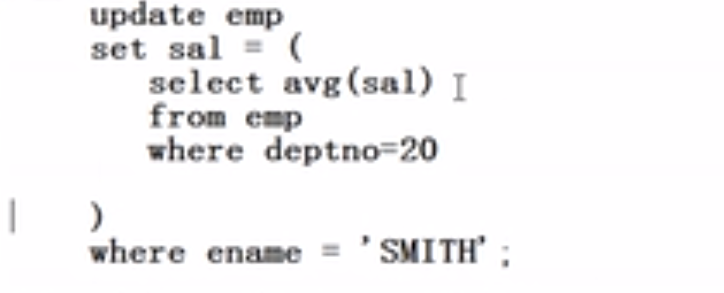 update emp
set sal = (
select avg(sal)
from emp
where deptno=20
)
where ename = 'SMITH';